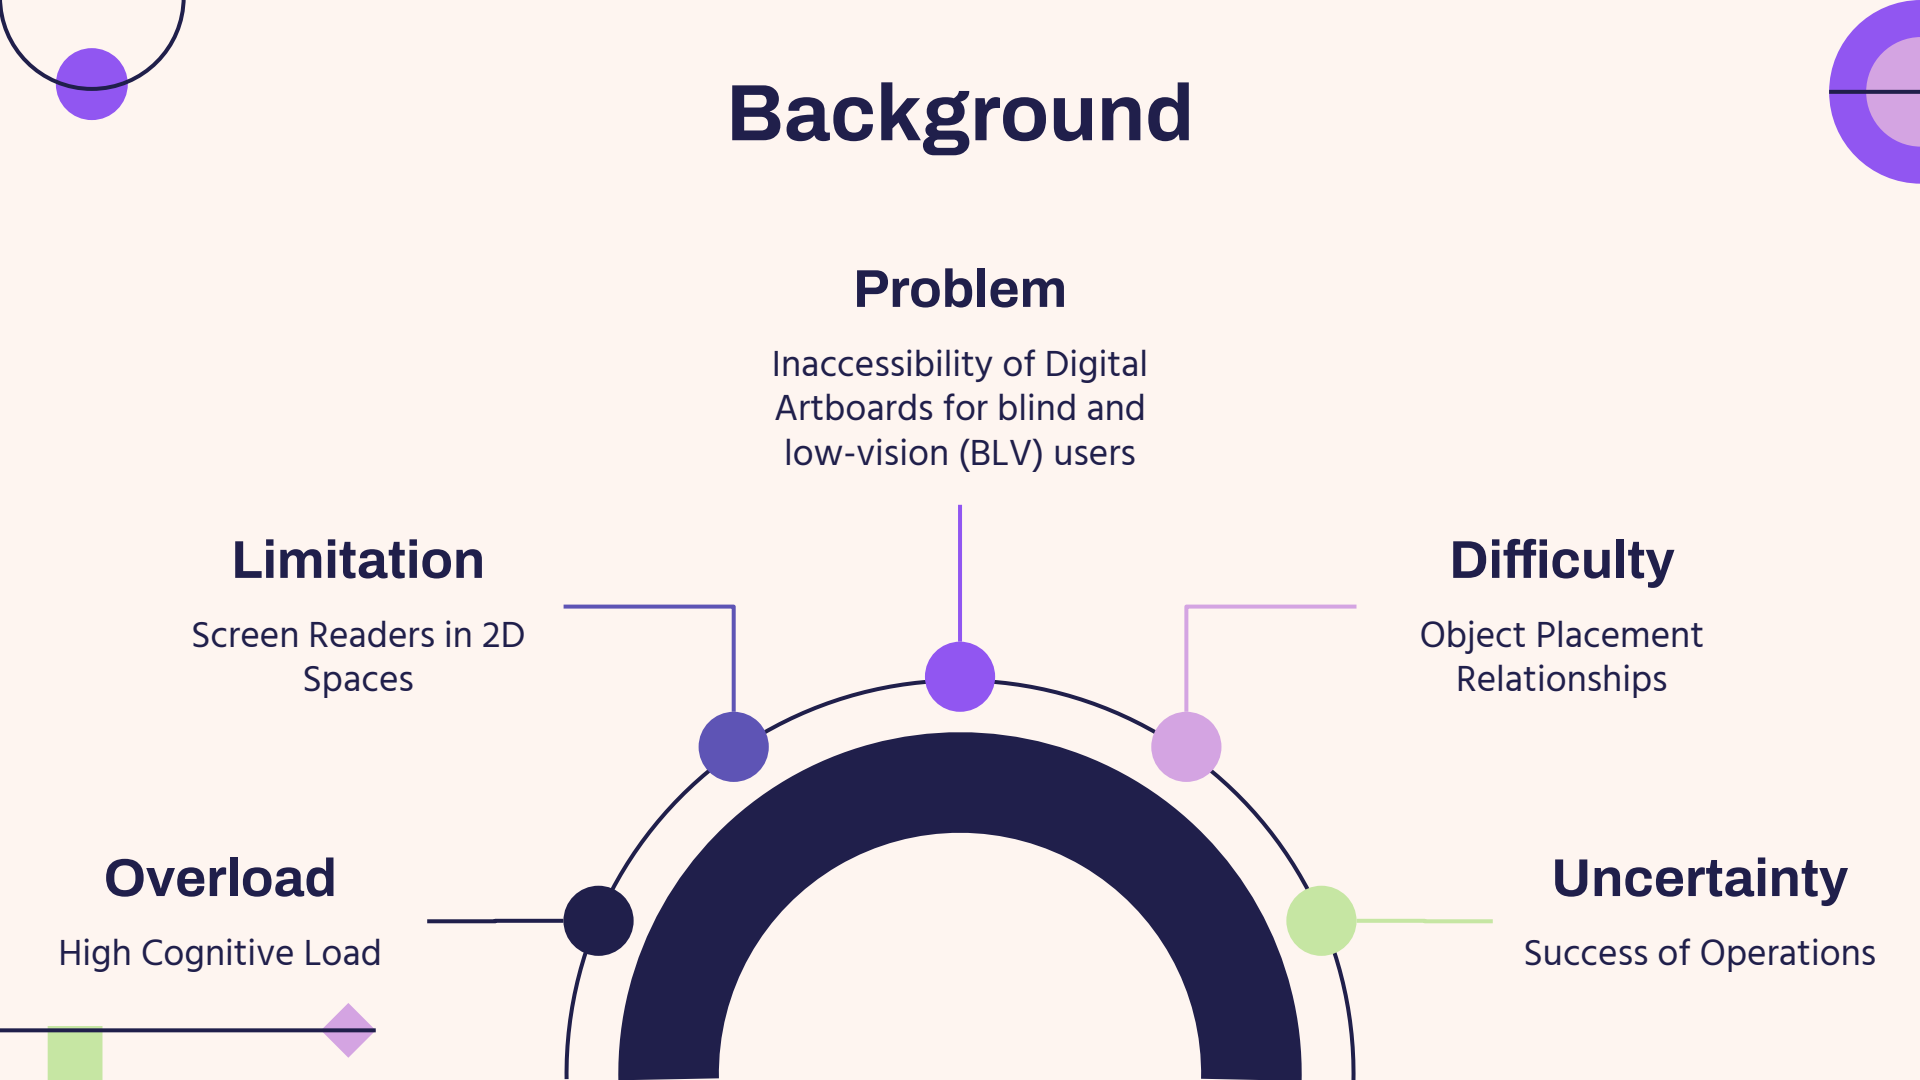 Background
Problem
Inaccessibility of Digital
Artboards for blind and
low-vision (BLV) users
Limitation
Screen Readers in 2D
Spaces
Difficulty
Object Placement
Relationships
Overload
High Cognitive Load
Uncertainty
Success of Operations